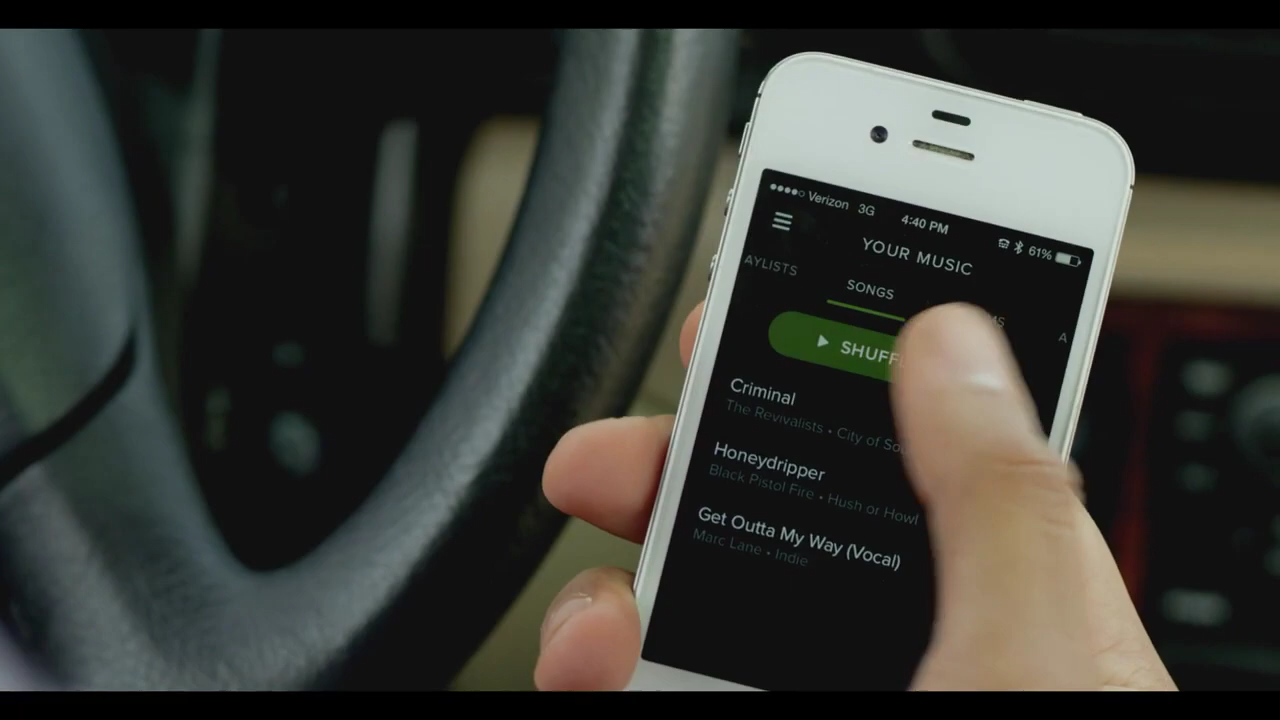 Verizon 3G 4:40 PM 61%
YOUR MUSIC
AYLISTS SONGS MS A
SHUFF
Criminal
The Revivalists • City of So
Honeydripper
Black Pistol Fire • Hush or Howl
Get Outta My Way (Vocal)
Marc Lane • Indie